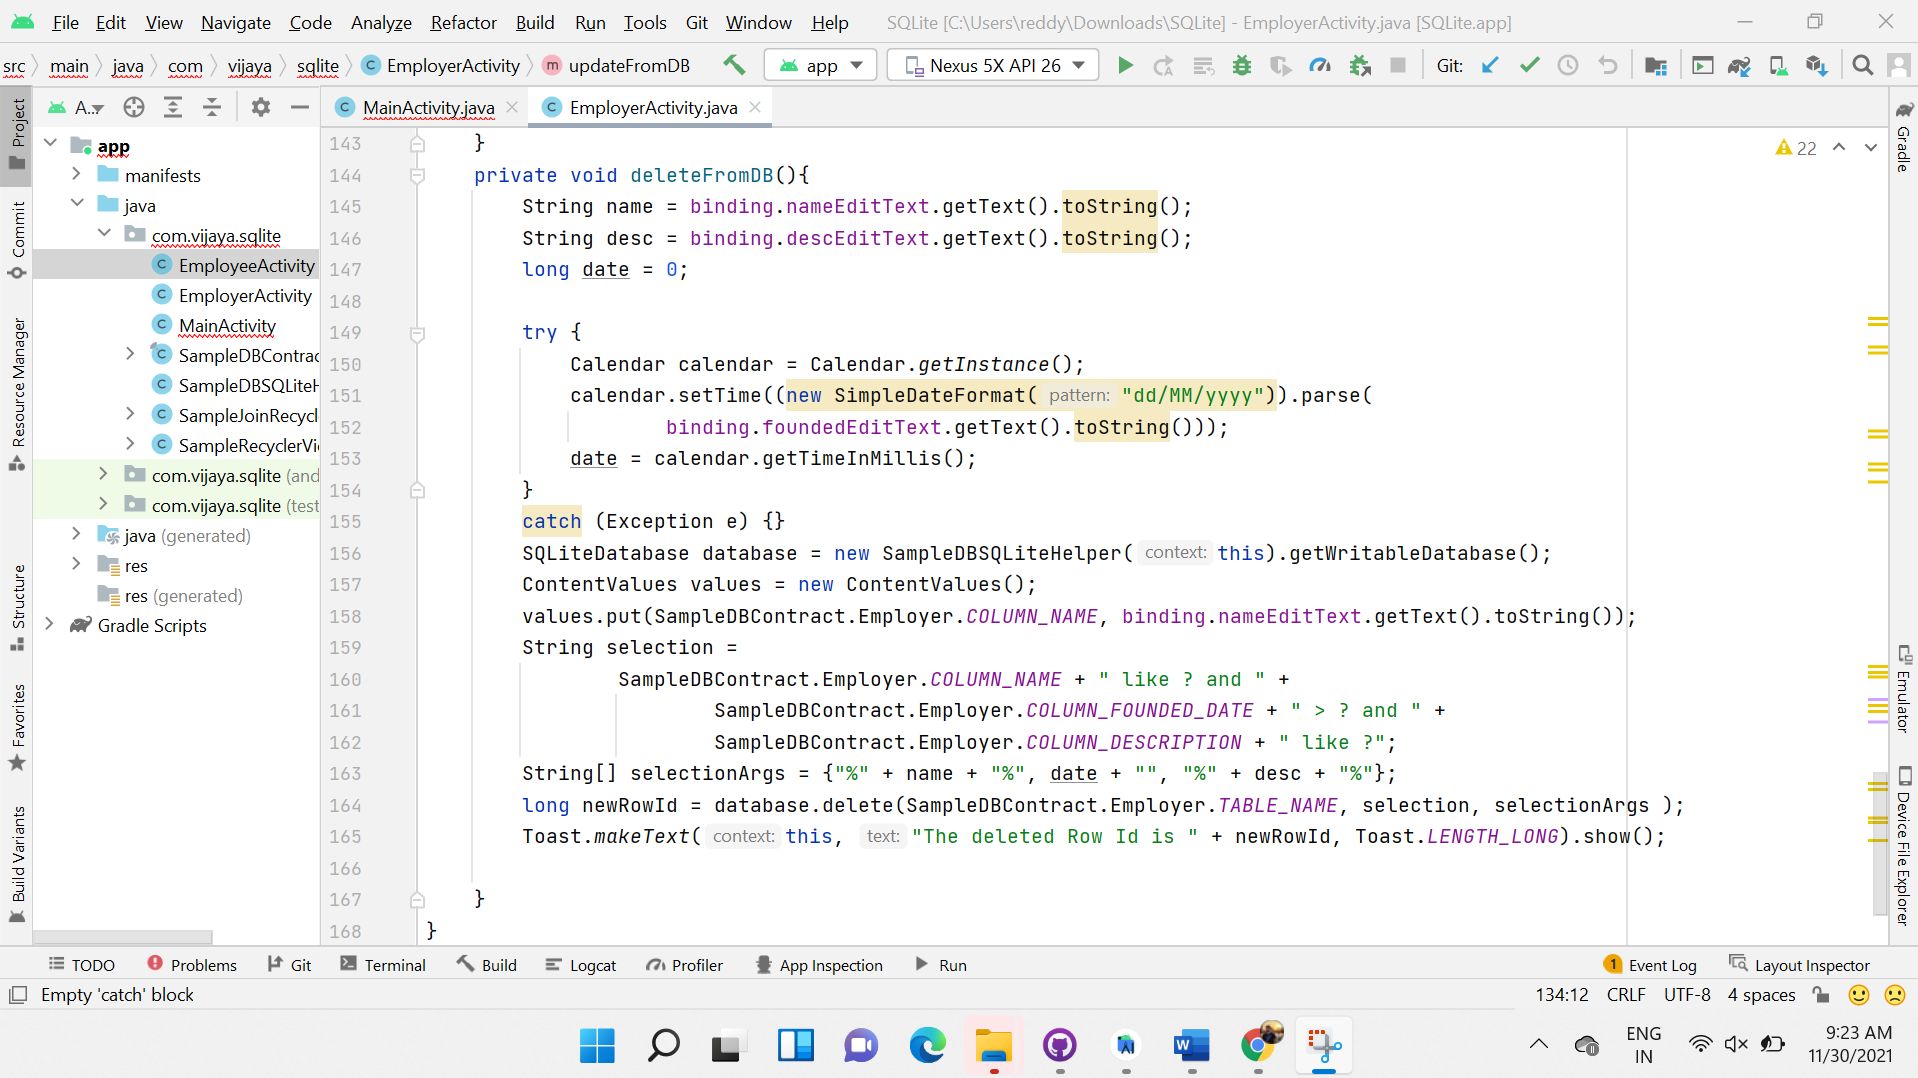 File Edit View Navigate Code Analyze Refactor Build Run Tools Git Window Help SQLite [C:\Users\reddy\Downloads\SQLite] - EmployerActivity.java [SQLite.app]
src main java com vijaya sqlite EmployerActivity updateFromDB app Nexus 5X API 26 Git:
A.. MainActivity.java EmployerActivity.java
Project
Commit
Resource Manager
Structure
Favorites
Build Variants
app
manifests
java
com.vijaya.sqlite
EmployeeActivity
EmployerActivity
MainActivity
SampleDBContrac
SampleDBSQLiteH
SampleJoinRecycl
SampleRecyclerVi
com.vijaya.sqlite (and
com.vijaya.sqlite (test
java (generated)
res
res (generated)
Gradle Scripts
22
143 }
144 private void deleteFromDB(){
145 String name = binding.nameEditText.getText().toString();
146 String desc = binding.descEditText.getText().toString();
147 long date = 0;
148
149 try {
150 Calendar calendar = Calendar.getInstance();
151 calendar.setTime((new SimpleDateFormat( pattern: "dd/MM/yyyy")).parse(
152 binding.foundedEditText.getText().toString()));
153 date = calendar.getTimeInMillis();
154 }
155 catch (Exception e) {}
156 SQLiteDatabase database = new SampleDBSQLiteHelper( context: this).getWritableDatabase();
157 ContentValues values = new ContentValues();
158 values.put(SampleDBContract.Employer.COLUMN_NAME, binding.nameEditText.getText().toString());
159 String selection =
160 SampleDBContract.Employer.COLUMN_NAME + " like ? and " +
161 SampleDBContract.Employer.COLUMN_FOUNDED_DATE + " > ? and " +
162 SampleDBContract.Employer.COLUMN_DESCRIPTION + " like ?";
163 String[] selectionArgs = {"%" + name + "%", date + "", "%" + desc + "%"};
164 long newRowId = database.delete(SampleDBContract.Employer.TABLE_NAME, selection, selectionArgs );
165 Toast.makeText( context: this, text: "The deleted Row Id is " + newRowId, Toast.LENGTH_LONG).show();
166
167 }
168 }
Gradle
Emulator
Device File Explorer
TODO Problems Git Terminal Build Logcat Profiler App Inspection Run 1 Event Log Layout Inspector
Empty 'catch' block 134:12 CRLF UTF-8 4 spaces
ENG
IN
9:23 AM
11/30/2021